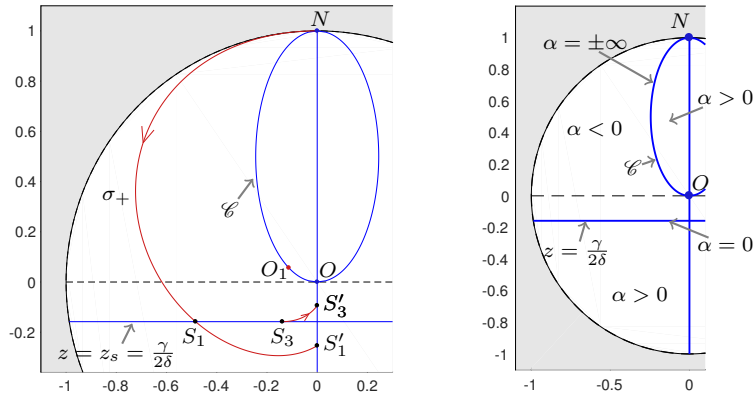 N
1
0.8
0.6
0.4
0.2
0
-0.2
σ₊
𝒞
O₁
O
S₁
S₃
S′₃
S′₁
z = z_s = γ/2δ
-1 -0.8 -0.6 -0.4 -0.2 0 0.2
N
α = ±∞
α > 0
α < 0
𝒞
O
z = γ/2δ
α = 0
α > 0
1
0.8
0.6
0.4
0.2
0
-0.2
-0.4
-0.6
-0.8
-1
-1 -0.5 0